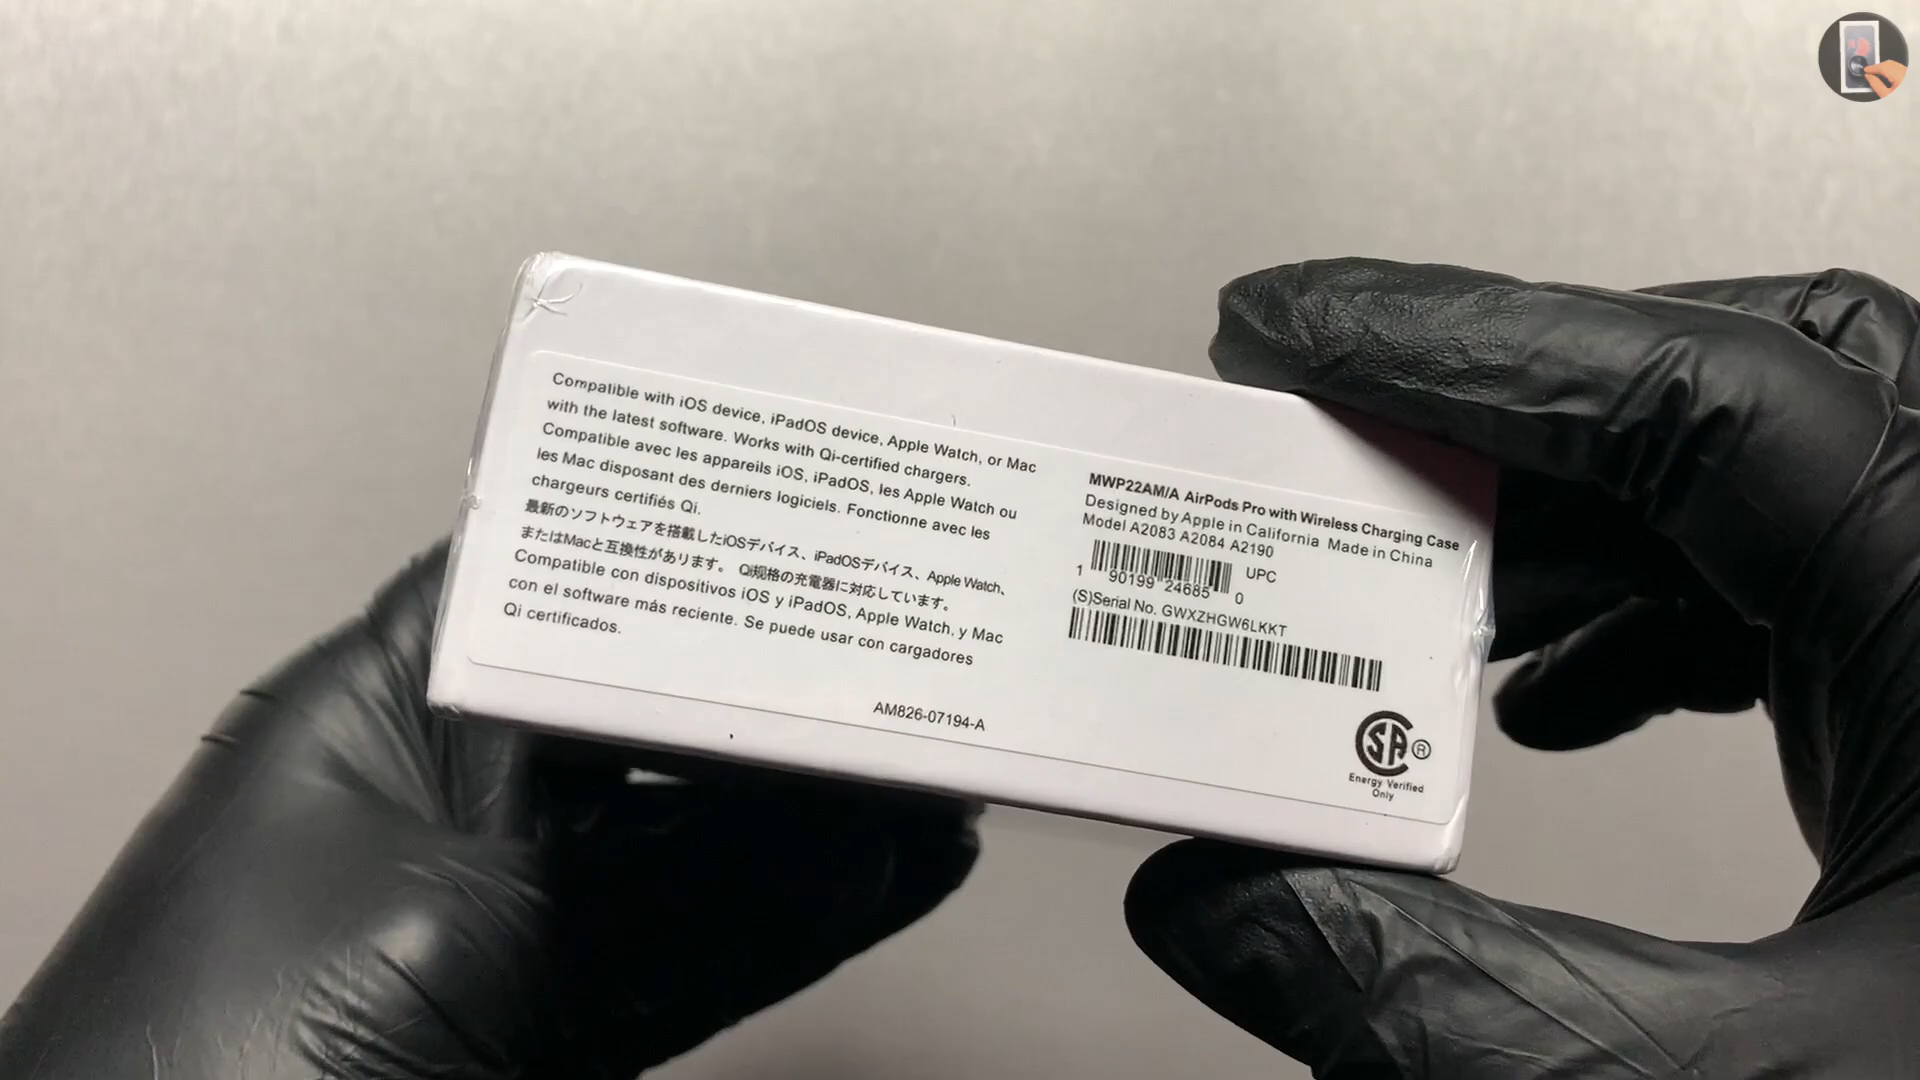 Compatible with iOS device, iPadOS device, Apple Watch, or Mac
with the latest software. Works with Qi-certified chargers.
Compatible avec les appareils iOS, iPadOS, les Apple Watch ou
les Mac disposant des derniers logiciels. Fonctionne avec les
chargeurs certifiés Qi.
最新のソフトウェアを搭載したiOSデバイス、iPadOSデバイス、Apple Watch、
またはMacと互換性があります。 Qi规格の充電器に対応しています。
Compatible con dispositivos iOS y iPadOS, Apple Watch, y Mac
con el software más reciente. Se puede usar con cargadores
Qi certificados.
AM826-07194-A
MWP22AM/A AirPods Pro with Wireless Charging Case
Designed by Apple in California Made in China
Model A2083 A2084 A2190
UPC
1 90199 24685 0
(S)Serial No. GWXZHGW6LKKT
SA ®
Energy Verified
Only